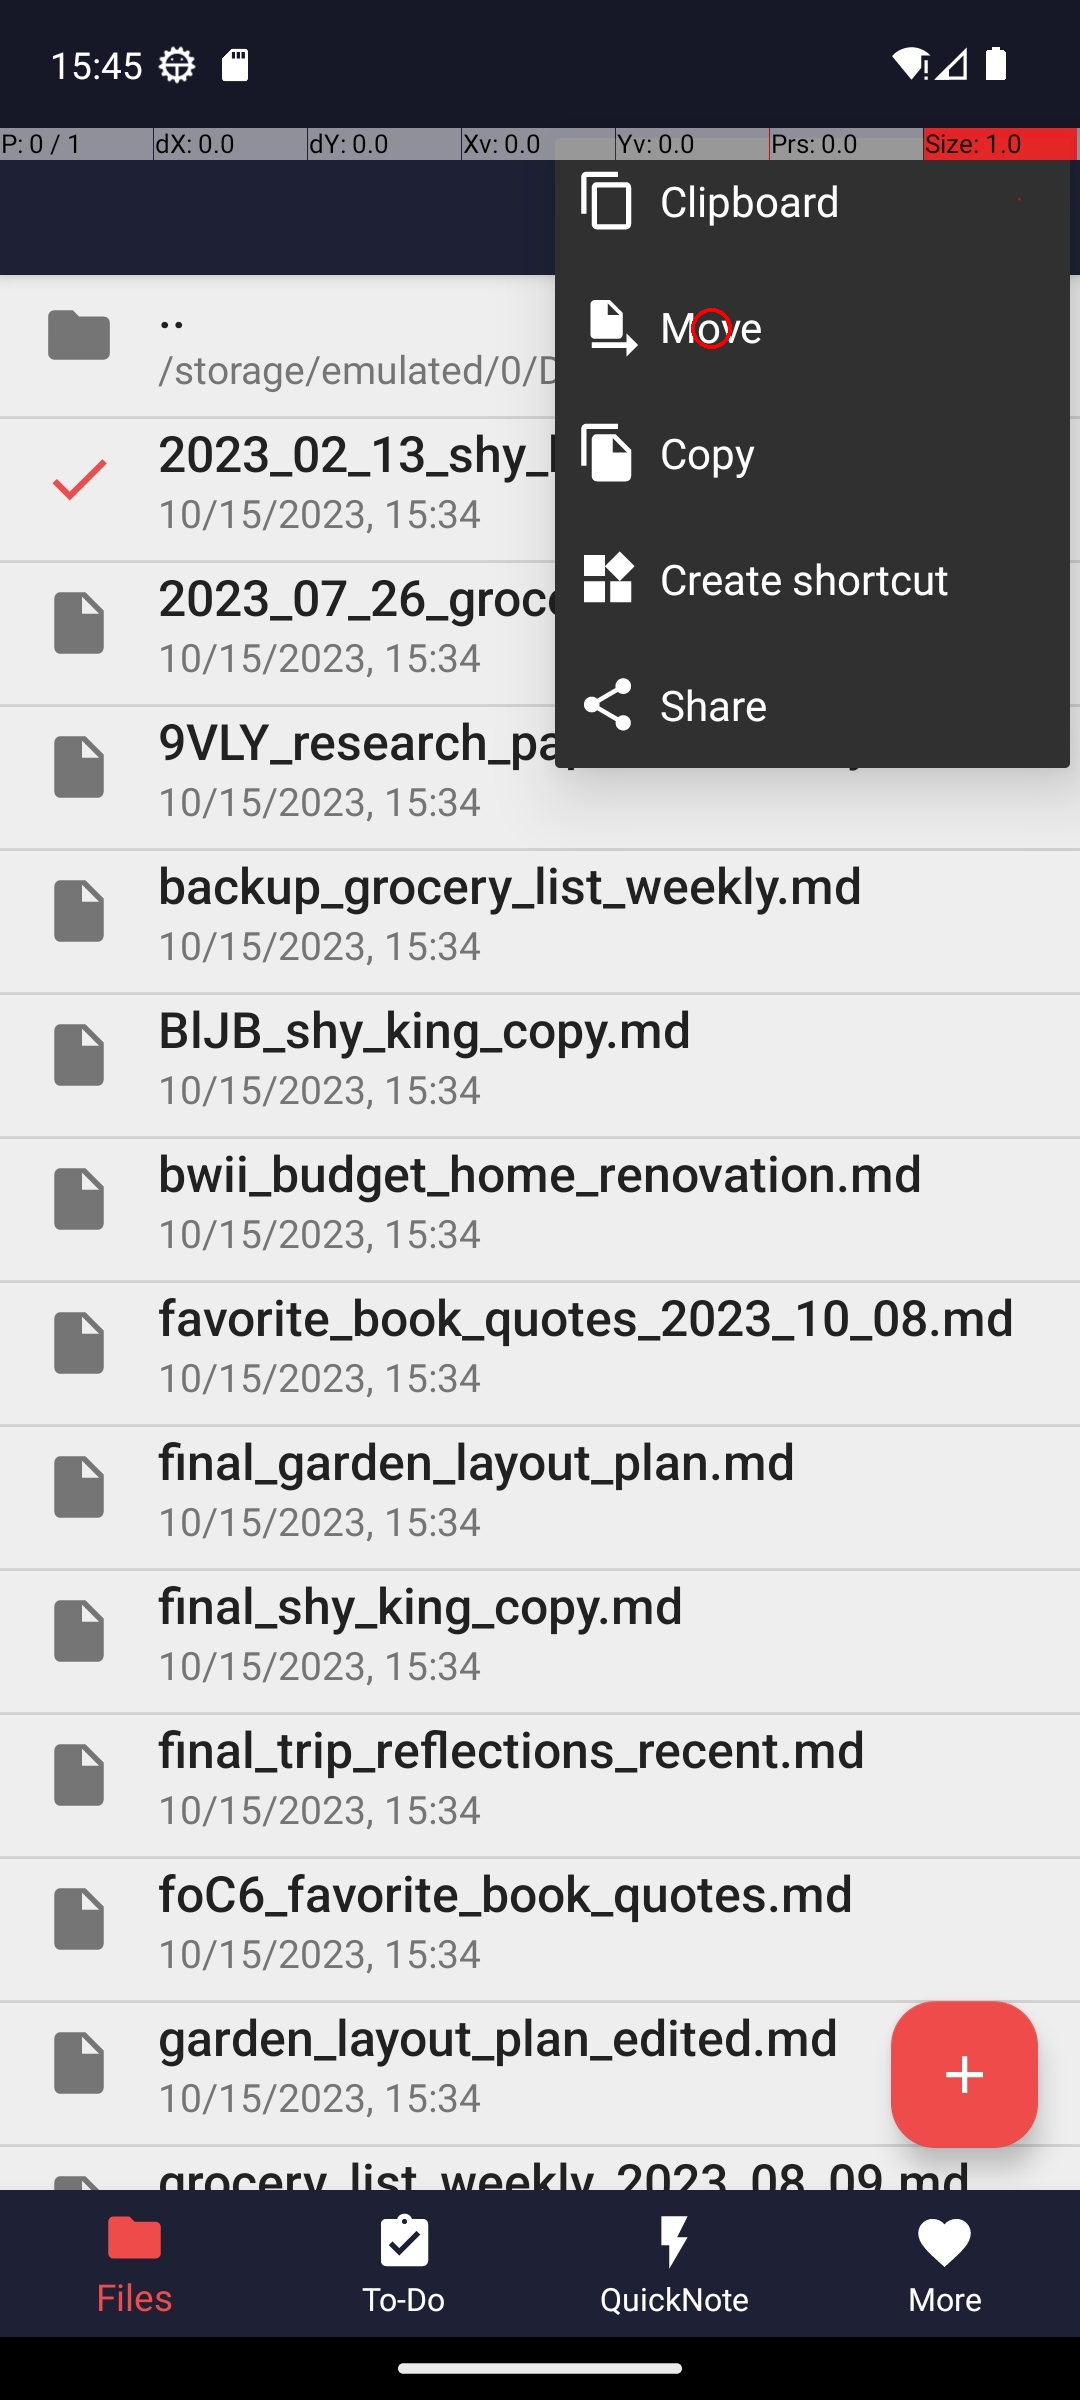 15:45
P: 0 / 1 dX: 0.0 dY: 0.0 Xv: 0.0 Yv: 0.0 Prs: 0.0 Size: 1.0
Clipboard
Move
Copy
Create shortcut
Share
..
/storage/emulated/0/D
2023_02_13_shy_
10/15/2023, 15:34
2023_07_26_groc
10/15/2023, 15:34
9VLY_research_pa
10/15/2023, 15:34
backup_grocery_list_weekly.md
10/15/2023, 15:34
BlJB_shy_king_copy.md
10/15/2023, 15:34
bwii_budget_home_renovation.md
10/15/2023, 15:34
favorite_book_quotes_2023_10_08.md
10/15/2023, 15:34
final_garden_layout_plan.md
10/15/2023, 15:34
final_shy_king_copy.md
10/15/2023, 15:34
final_trip_reflections_recent.md
10/15/2023, 15:34
foC6_favorite_book_quotes.md
10/15/2023, 15:34
garden_layout_plan_edited.md
10/15/2023, 15:34
grocery_list_weekly_2023_08_09.md
Files
To-Do
QuickNote
More